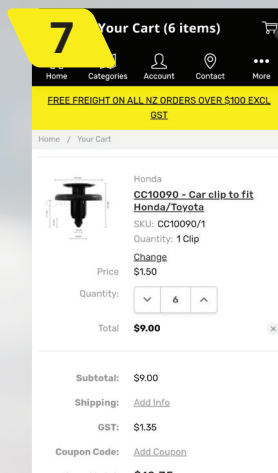 7
Your Cart (6 items)
Home Categories Account Contact More
FREE FREIGHT ON ALL NZ ORDERS OVER $100 EXCL
GST
Home / Your Cart
Honda
CC10090 - Car clip to fit
Honda/Toyota
SKU: CC10090/1
Quantity: 1 Clip
Change
Price $1.50
Quantity: 6
Total $9.00
Subtotal: $9.00
Shipping: Add Info
GST: $1.35
Coupon Code: Add Coupon